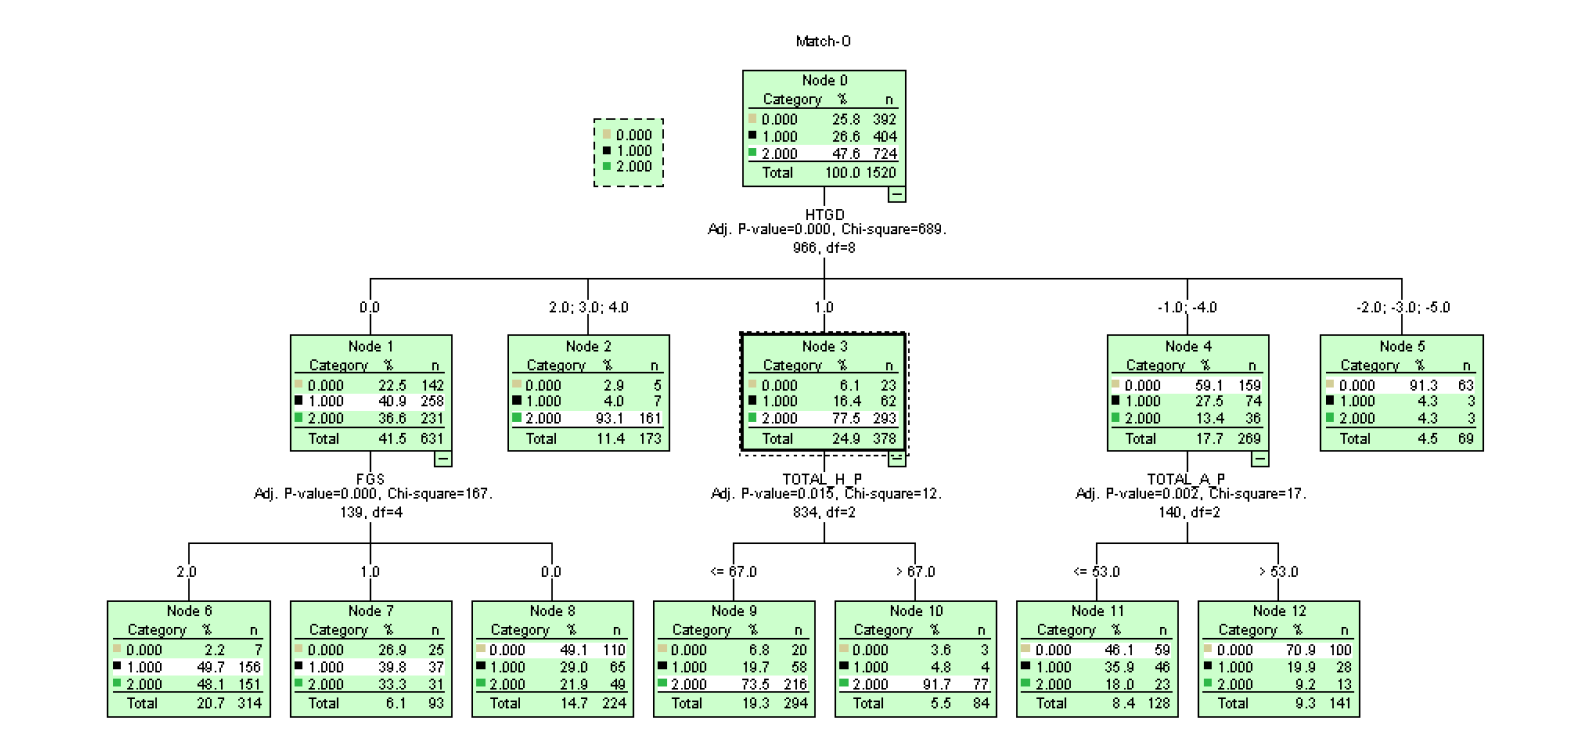 Match-O
Node 0
Category % n
0.000 25.8 392
1.000 26.6 404
2.000 47.6 724
Total 100.0 1520
0.000
1.000
2.000
HTGD
Adj. P-value=0.000, Chi-square=689.
966, df=8
0.0
2.0; 3.0; 4.0
1.0
-1.0; -4.0
-2.0; -3.0; -5.0
Node 1
Category % n
0.000 22.5 142
1.000 40.9 258
2.000 36.6 231
Total 41.5 631
Node 2
Category % n
0.000 2.9 5
1.000 4.0 7
2.000 93.1 161
Total 11.4 173
Node 3
Category % n
0.000 6.1 23
1.000 16.4 62
2.000 77.5 293
Total 24.9 378
Node 4
Category % n
0.000 59.1 159
1.000 27.5 74
2.000 13.4 36
Total 17.7 269
Node 5
Category % n
0.000 91.3 63
1.000 4.3 3
2.000 4.3 3
Total 4.5 69
FGS
Adj. P-value=0.000, Chi-square=167.
139, df=4
TOTAL_H_P
Adj. P-value=0.015, Chi-square=12.
834, df=2
TOTAL_A_P
Adj. P-value=0.002, Chi-square=17.
140, df=2
2.0
1.0
0.0
<= 67.0
> 67.0
<= 53.0
> 53.0
Node 6
Category % n
0.000 2.2 7
1.000 49.7 156
2.000 48.1 151
Total 20.7 314
Node 7
Category % n
0.000 26.9 25
1.000 39.8 37
2.000 33.3 31
Total 6.1 93
Node 8
Category % n
0.000 49.1 110
1.000 29.0 65
2.000 21.9 49
Total 14.7 224
Node 9
Category % n
0.000 6.8 20
1.000 19.7 58
2.000 73.5 216
Total 19.3 294
Node 10
Category % n
0.000 3.6 3
1.000 4.8 4
2.000 91.7 77
Total 5.5 84
Node 11
Category % n
0.000 46.1 59
1.000 35.9 46
2.000 18.0 23
Total 8.4 128
Node 12
Category % n
0.000 70.9 100
1.000 19.9 28
2.000 9.2 13
Total 9.3 141